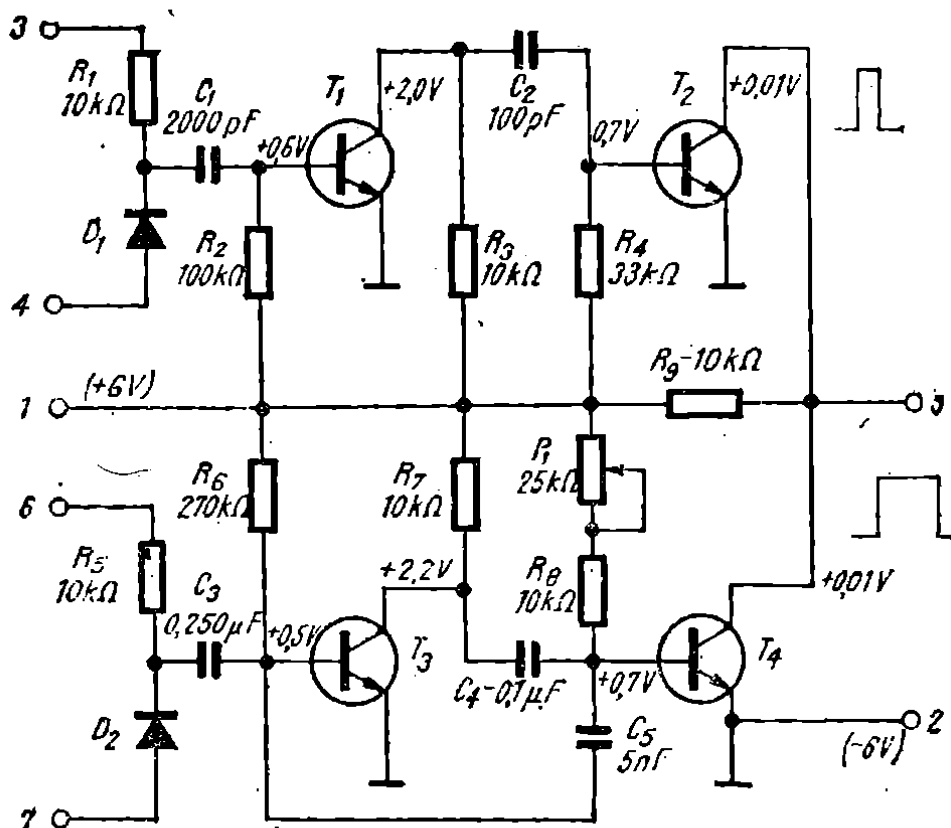 3
R1
10kΩ
C1
2000pF
+0,6V
T1
+2,0V
C2
100pF
0,7V
T2
+0,01V
D1
R2
100kΩ
R3
10kΩ
R4
33kΩ
4
R9-10kΩ
1
(+6V)
R6
270kΩ
R7
10kΩ
P1
25kΩ
6
R5
10kΩ
C3
0,250μF
+0,5V
+2,2V
T3
R8
10kΩ
+0,01V
T4
C4-0,1μF
+0,7V
D2
C5
5nF
2
(-6V)
7